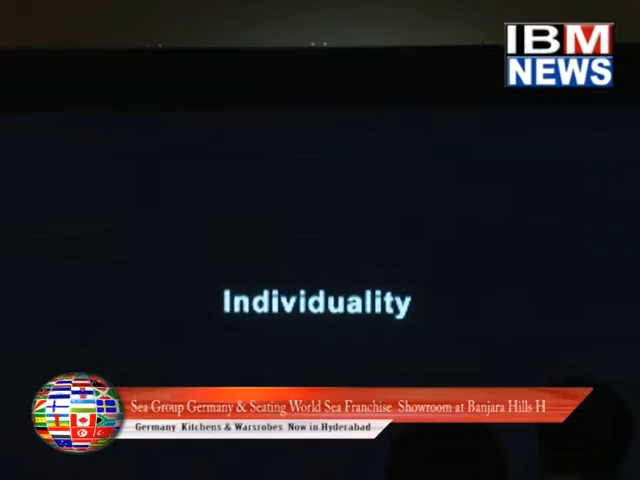 IBM
NEWS
Individuality
Sea Group Germany & Seating World Sea Franchise Showroom at Banjara Hills H
Germany Kitchens & Warsrobes Now in Hyderabad